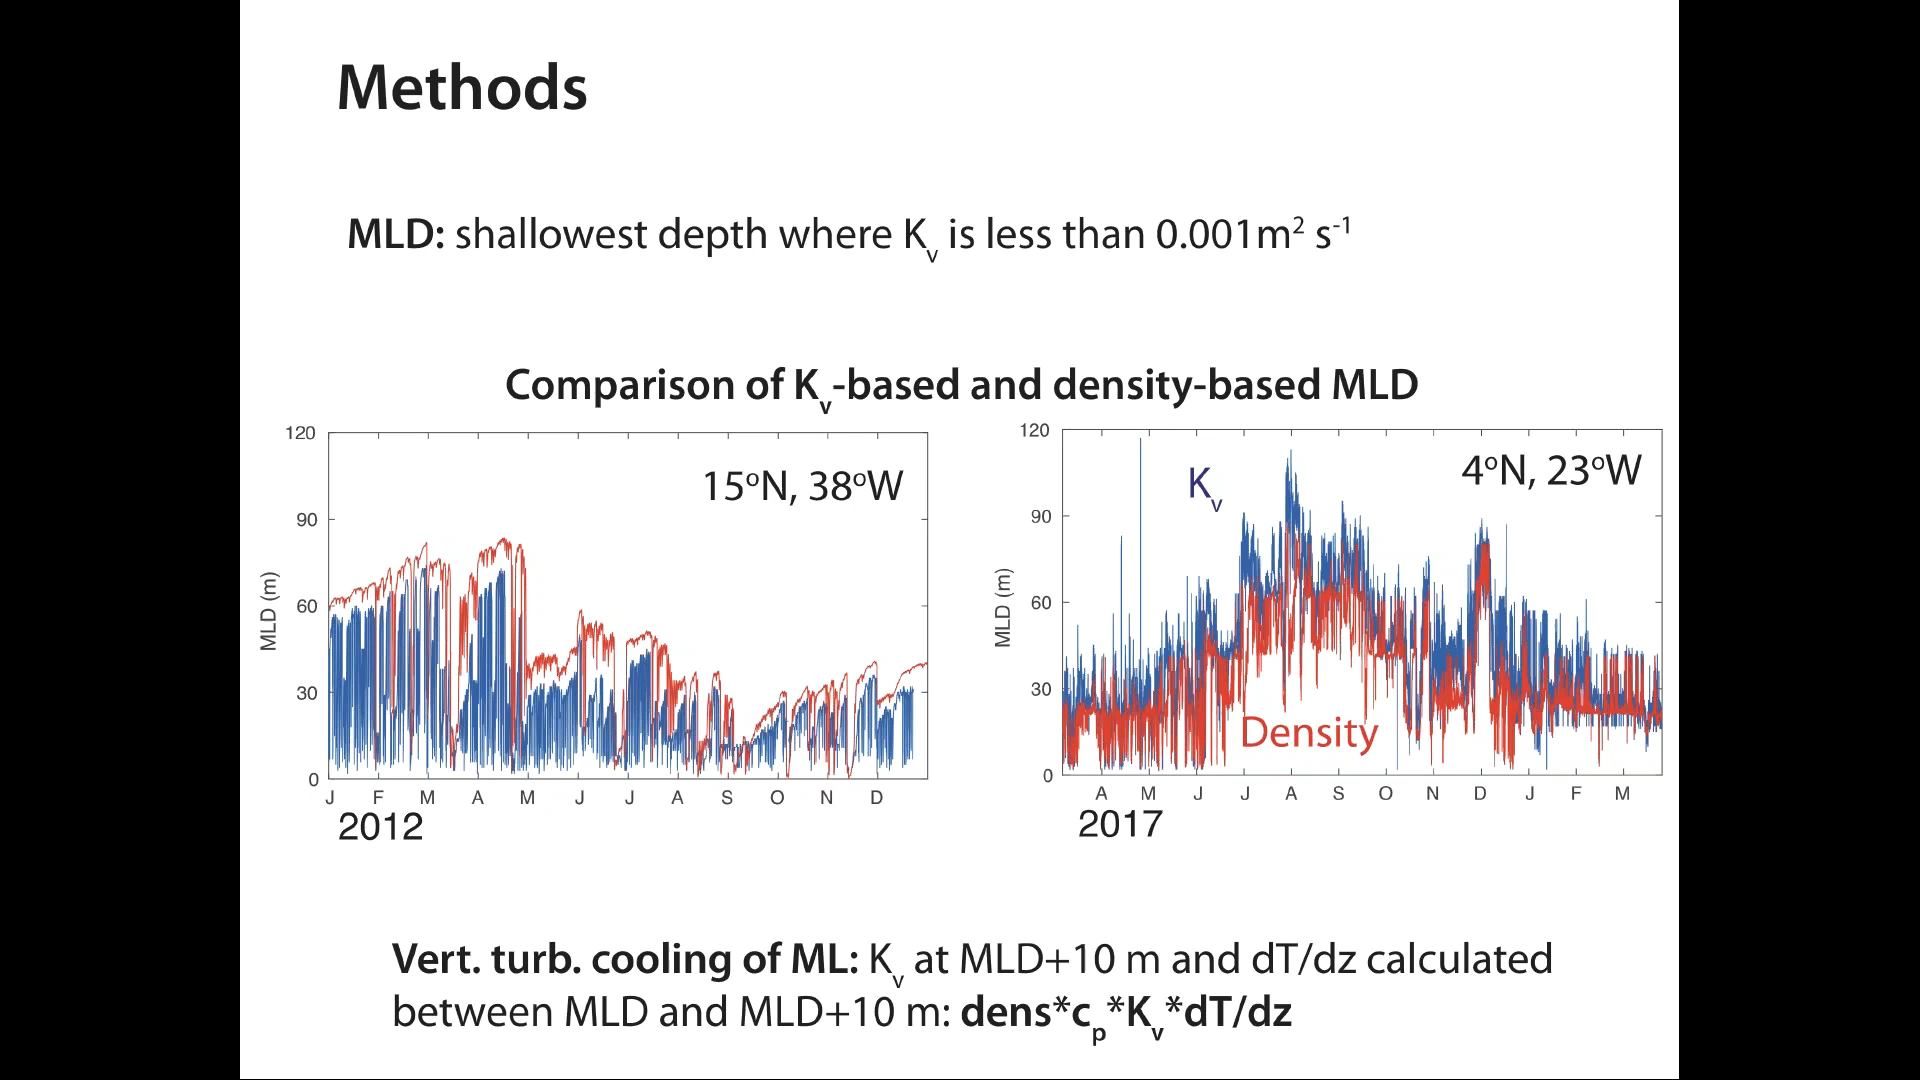 Methods
MLD: shallowest depth where Kv is less than 0.001m² s⁻¹
Comparison of Kv-based and density-based MLD
120
90
60
30
0
MLD (m)
15°N, 38°W
J F M A M J J A S O N D
2012
120
90
60
30
0
MLD (m)
Kv
4°N, 23°W
Density
A M J J A S O N D J F M
2017
Vert. turb. cooling of ML: Kv at MLD+10 m and dT/dz calculated
between MLD and MLD+10 m: dens*cp*Kv*dT/dz